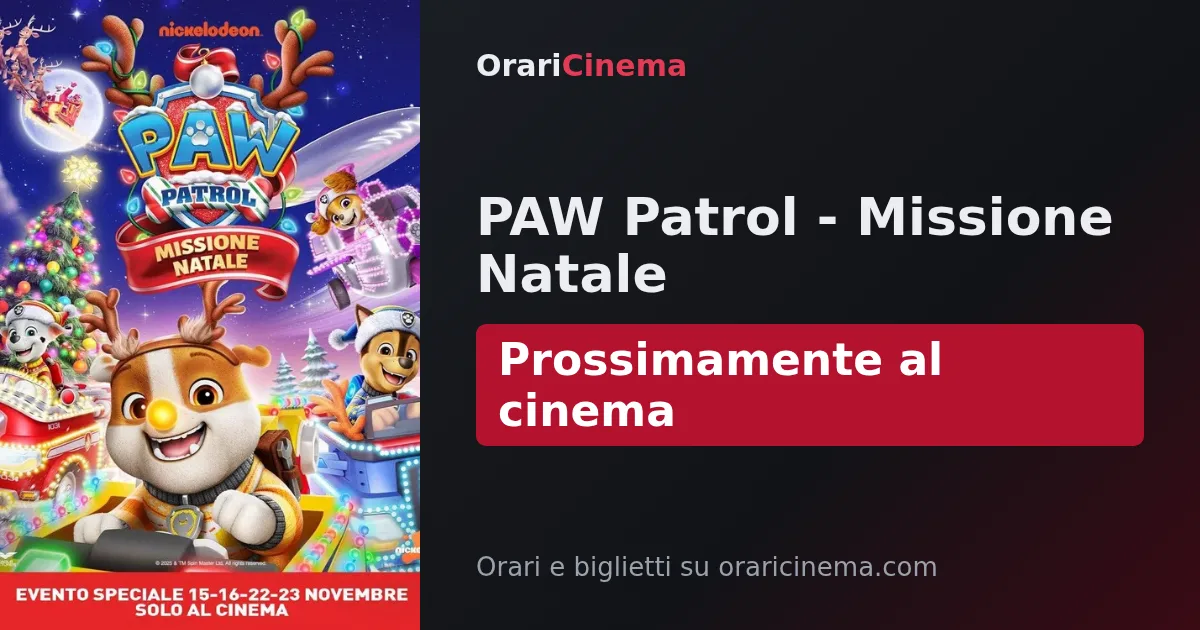 nickelodeon
PAW
PATROL
MISSIONE
NATALE
EVENTO SPECIALE 15-16-22-23 NOVEMBRE
SOLO AL CINEMA
OrariCinema
PAW Patrol - Missione
Natale
Prossimamente al
cinema
Orari e biglietti su oraricinema.com